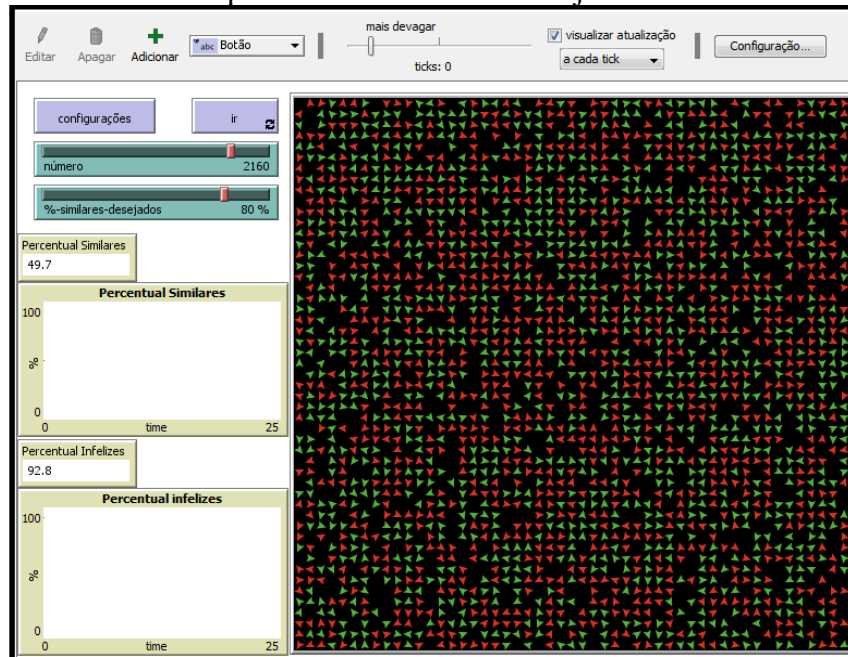 mais devagar
Editar
Apagar
Adicionar
abc Botão
ticks: 0
visualizar atualização
a cada tick
Configuração...
configurações
ir
número 2160
%-similares-desejados 80 %
Percentual Similares
49.7
Percentual Similares
100
%
0
0 time 25
Percentual Infelizes
92.8
Percentual infelizes
100
%
0
0 time 25